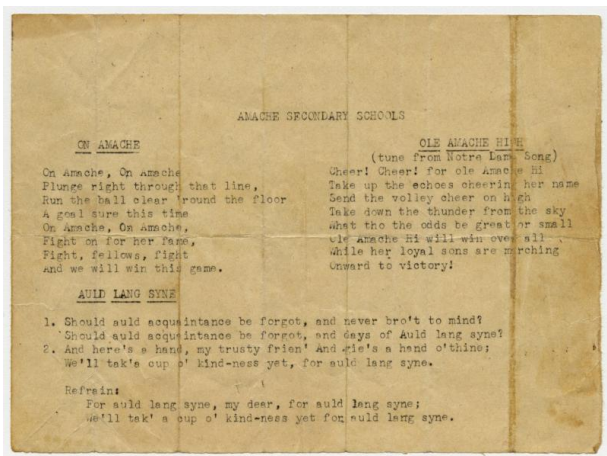 AMACHE SECONDARY SCHOOLS
ON AMACHE
On Amache, On Amache
Plunge right through that line,
Run the ball clear 'round the floor
A goal sure this time
On Amache, On Amache,
Fight on for her fame,
Fight, fellows, fight
And we will win this game.
OLE AMACHE HIGH
(tune from Notre Dame Song)
Cheer! Cheer! for ole Amache Hi
Take up the echoes cheering her name
Send the volley cheer on high
Take down the thunder from the sky
What tho the odds be great or small
Ole Amache Hi will win over all
While her loyal sons are marching
Onward to victory!
AULD LANG SYNE
1. Should auld acquaintance be forgot, and never bro't to mind?
Should auld acquaintance be forgot, and days of Auld lang syne?
2. And here's a hand, my trusty frien' And gie's a hand o'thine;
We'll tak'a cup o' kind-ness yet, for auld lang syne.
Refrain:
For auld lang syne, my dear, for auld lang syne;
We'll tak' a cup o' kind-ness yet for auld lang syne.